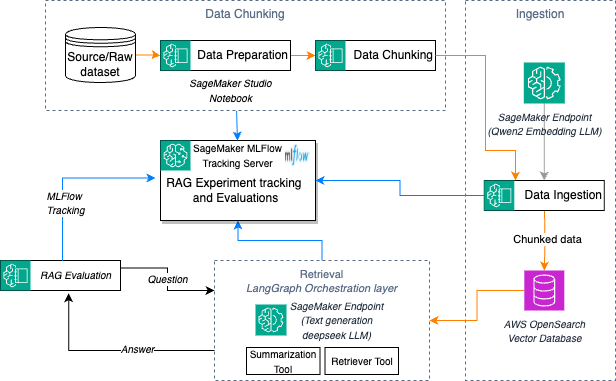 Data Chunking
Ingestion
Source/Raw
dataset
Data Preparation
Data Chunking
SageMaker Studio
Notebook
SageMaker Endpoint
(Qwen2 Embedding LLM)
SageMaker MLFlow
Tracking Server
mlflow
RAG Experiment tracking
and Evaluations
MLFlow
Tracking
Data Ingestion
Chunked data
RAG Evaluation
Question
Answer
Retrieval
LangGraph Orchestration layer
SageMaker Endpoint
(Text generation
deepseek LLM)
Summarization
Tool
Retriever Tool
AWS OpenSearch
Vector Database